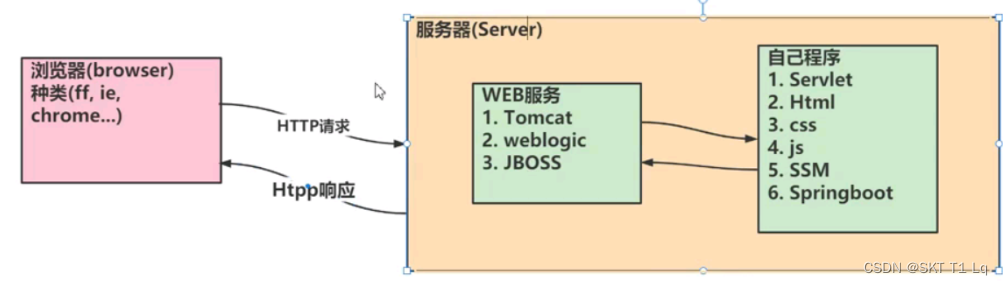 浏览器(browser)
种类(ff, ie,
chrome...)
HTTP请求
Htpp响应
服务器(Server)
WEB服务
1. Tomcat
2. weblogic
3. JBOSS
自己程序
1. Servlet
2. Html
3. css
4. js
5. SSM
6. Springboot
CSDN @SKT T1 Lq